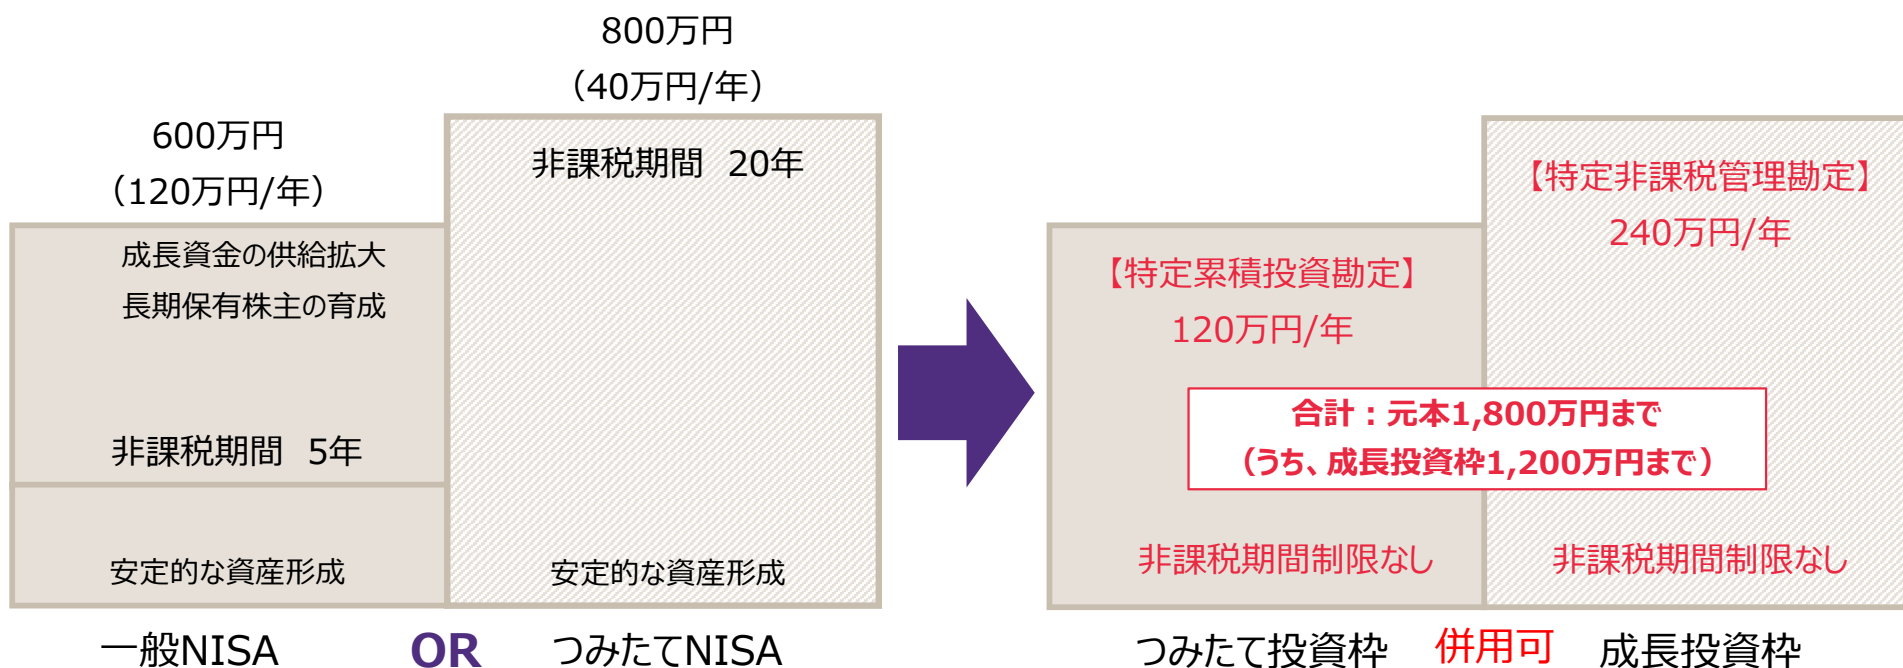 600万円
（120万円/年）
成長資金の供給拡大
長期保有株主の育成
非課税期間 5年
安定的な資産形成
一般NISA
OR
800万円
（40万円/年）
非課税期間 20年
安定的な資産形成
つみたてNISA
【特定累積投資勘定】
120万円/年
【特定非課税管理勘定】
240万円/年
合計：元本1,800万円まで
（うち、成長投資枠1,200万円まで）
非課税期間制限なし
非課税期間制限なし
つみたて投資枠
併用可
成長投資枠